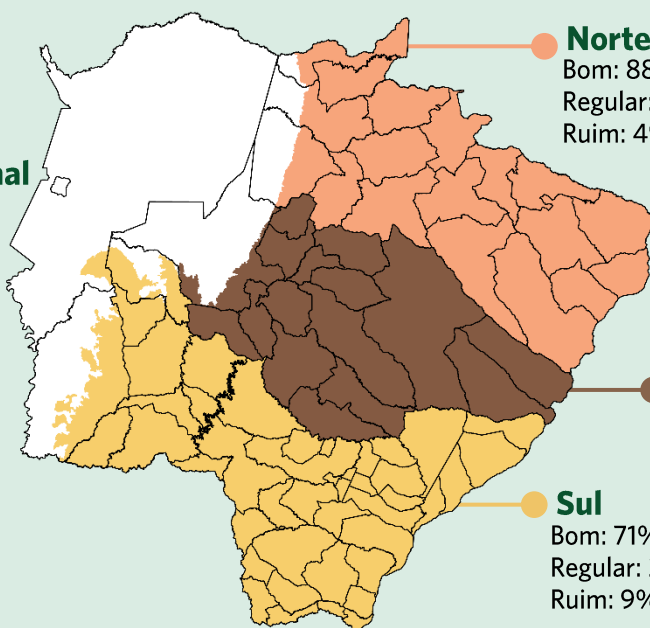 Norte
Bom: 88
Regular:
Ruim: 4
nal
Sul
Bom: 71%
Regular:
Ruim: 9%